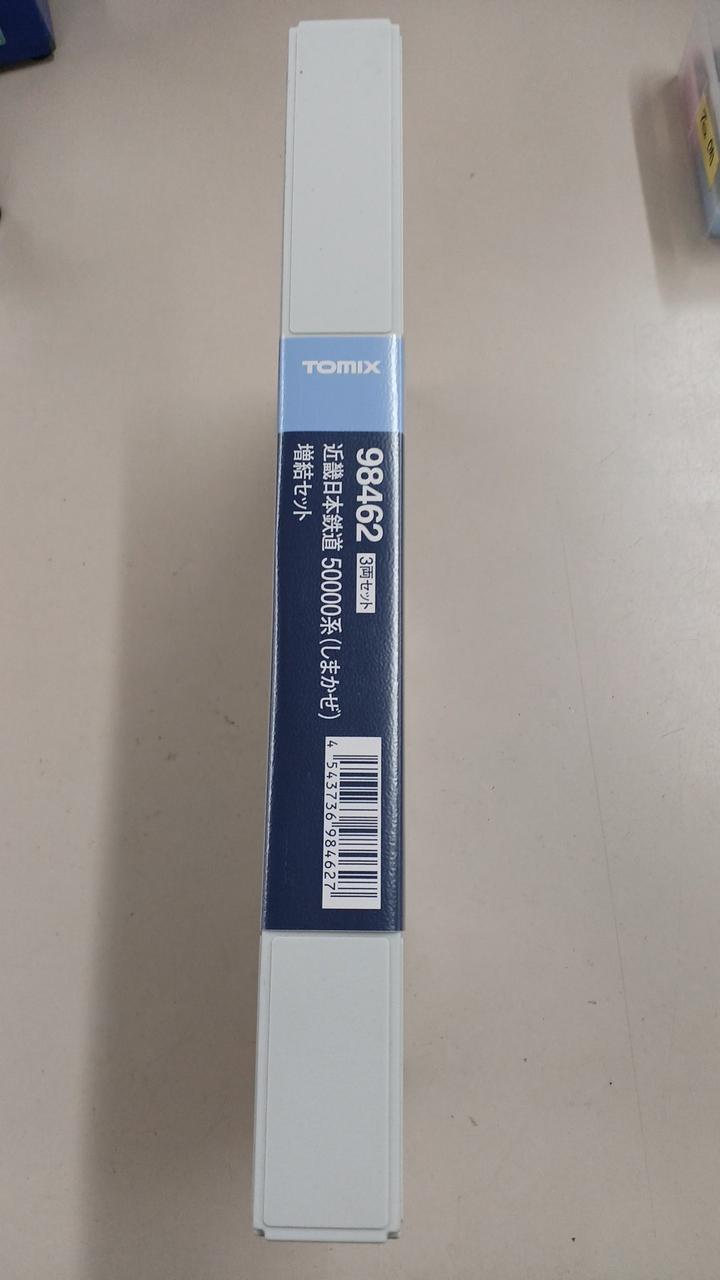 TOMIX
98462 3両セット
近畿日本鉄道 50000系(しまかぜ)
増結セット
4 543736 984627